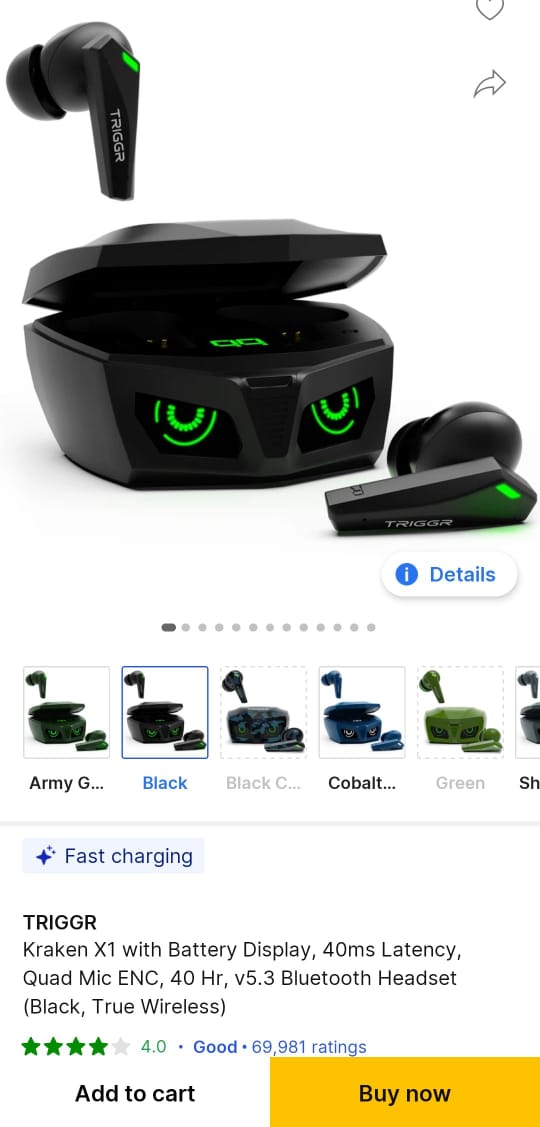 TRIGGR
99
TRIGGR
Details
Army G...
Black
Black C...
Cobalt...
Green
Sh
Fast charging
TRIGGR
Kraken X1 with Battery Display, 40ms Latency,
Quad Mic ENC, 40 Hr, v5.3 Bluetooth Headset
(Black, True Wireless)
4.0 • Good • 69,981 ratings
Add to cart
Buy now